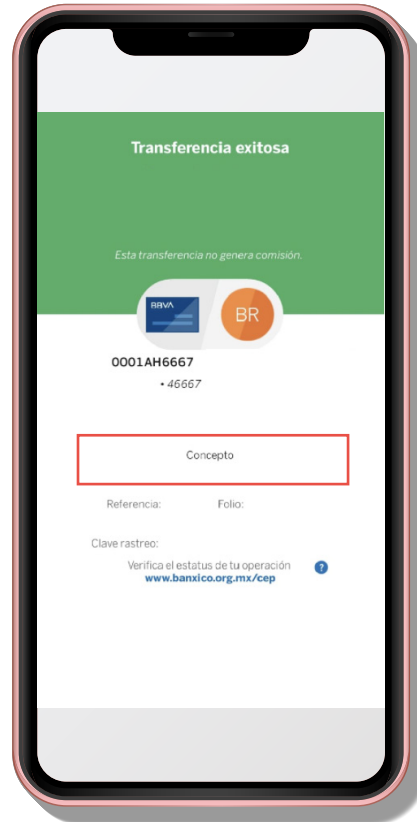 Transferencia exitosa
Esta transferencia no genera comisión.
BBVA
BR
0001AH6667
• 46667
Concepto
Referencia: Folio:
Clave rastreo:
Verifica el estatus de tu operación ?
www.banxico.org.mx/cep